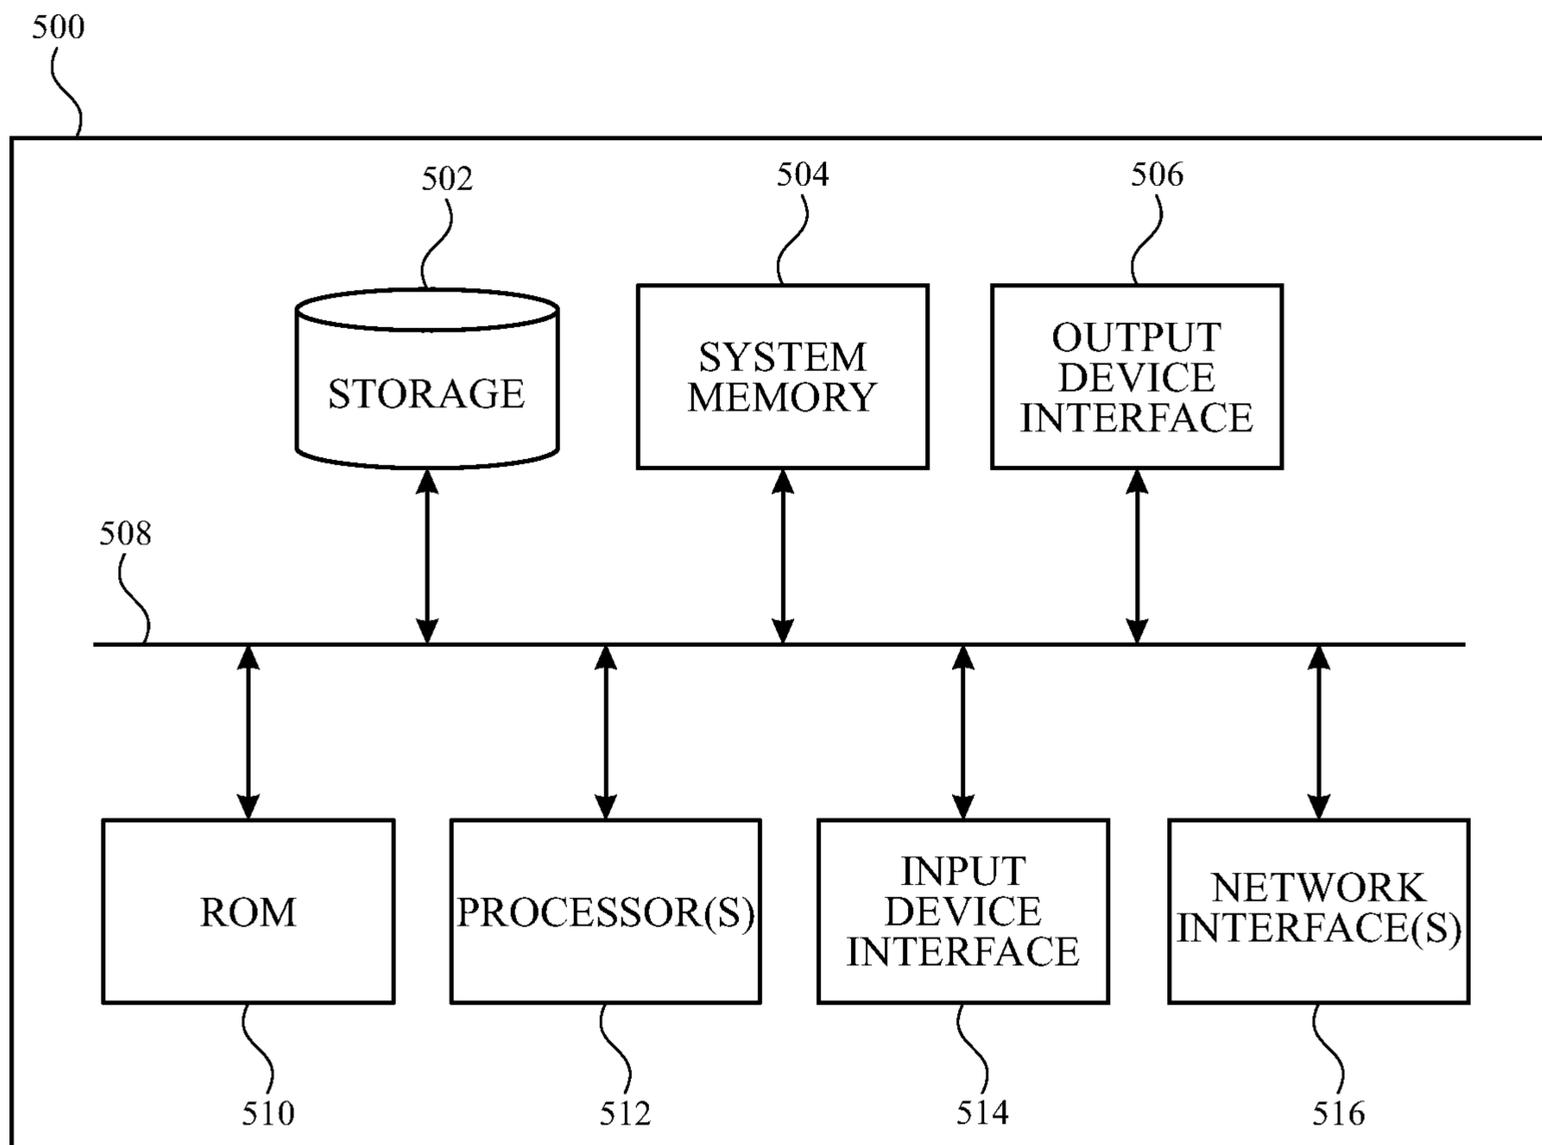 500
502
504
506
STORAGE
SYSTEM
MEMORY
OUTPUT
DEVICE
INTERFACE
508
ROM
PROCESSOR(S)
INPUT
DEVICE
INTERFACE
NETWORK
INTERFACE(S)
510
512
514
516